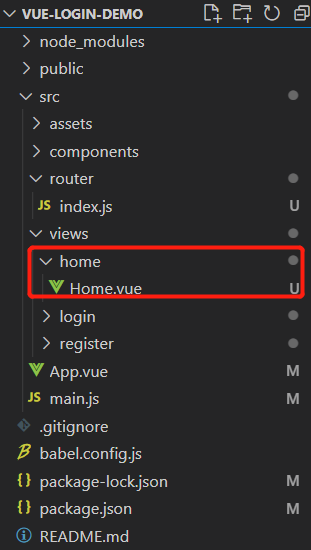 VUE-LOGIN-DEMO
node_modules
public
src
assets
components
router
JS index.js U
views
home
Home.vue U
login
register
App.vue M
JS main.js M
.gitignore
babel.config.js
{} package-lock.json M
{} package.json M
README.md